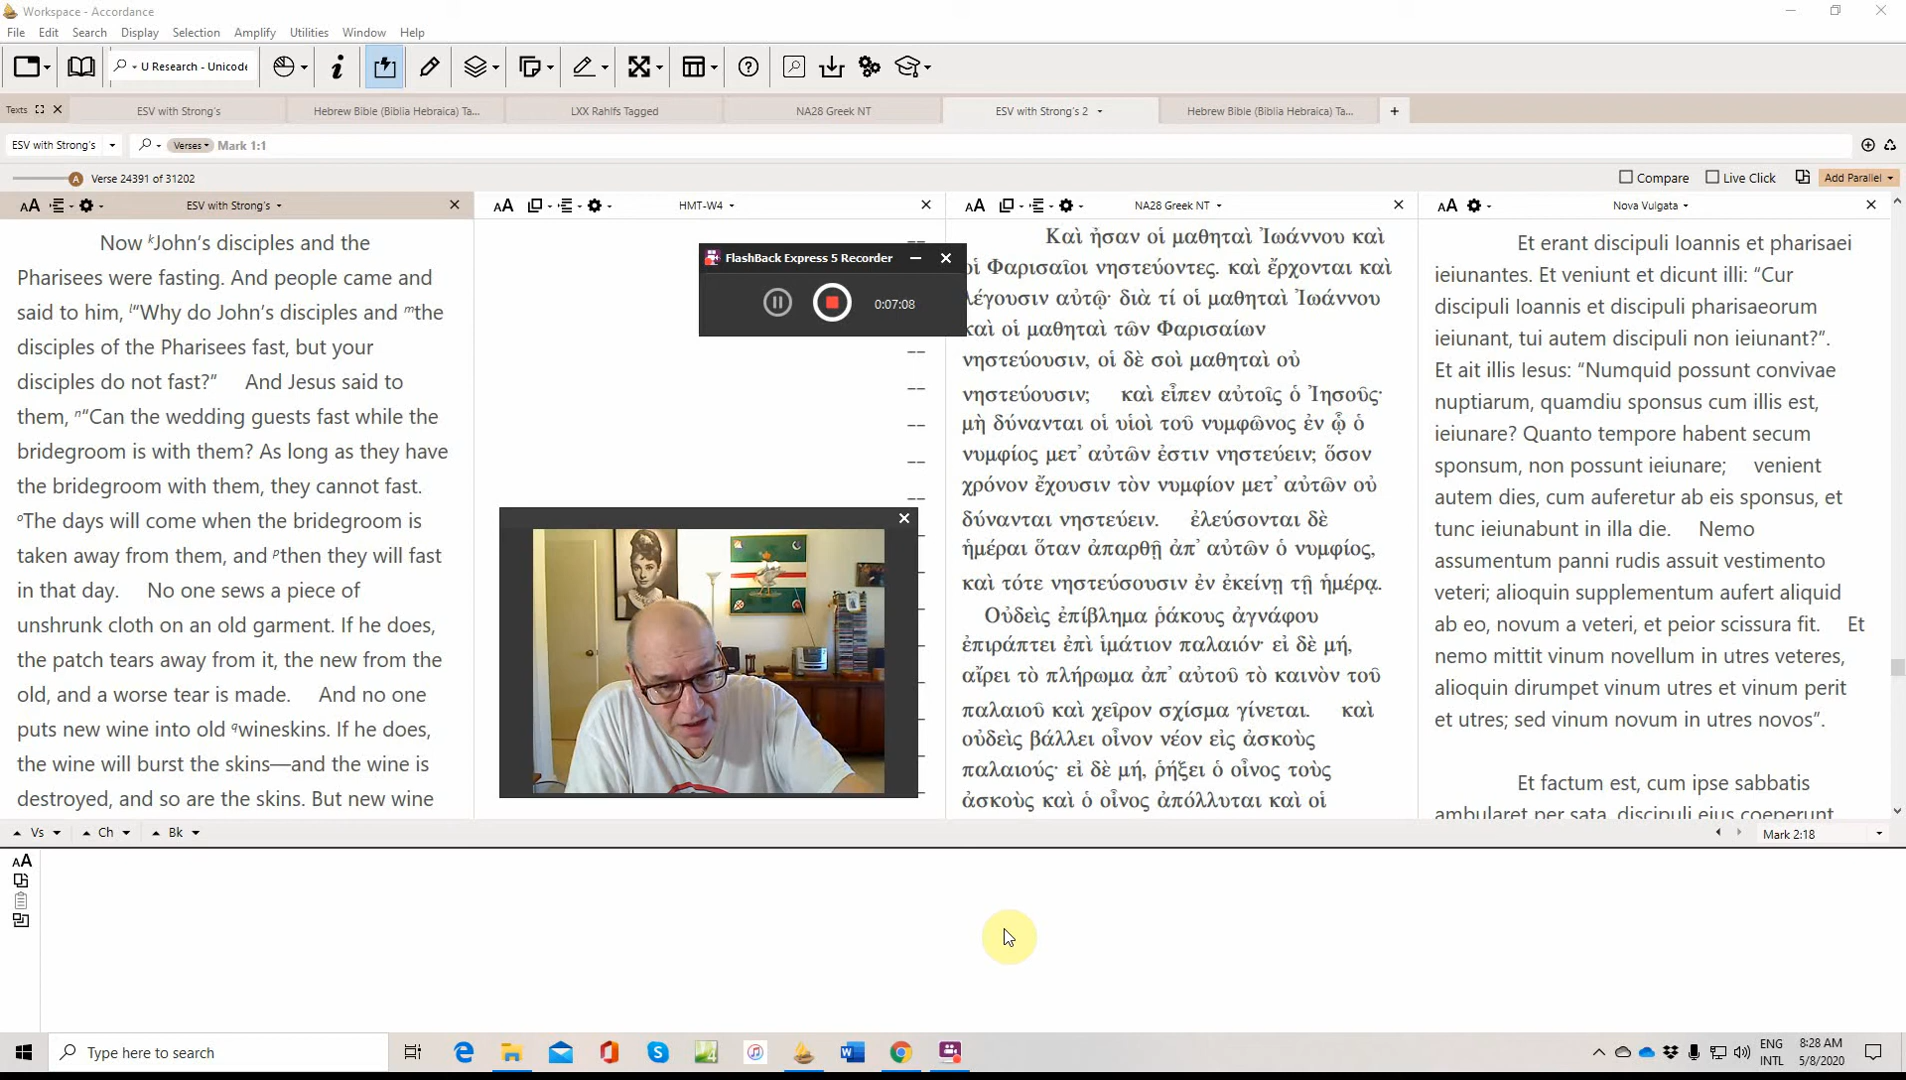 Workspace - Accordance
File Edit Search Display Selection Amplify Utilities Window Help
U Research - Unicode
Texts
ESV with Strong's
Hebrew Bible (Biblia Hebraica) Ta...
LXX Rahlfs Tagged
NA28 Greek NT
ESV with Strong's 2
Hebrew Bible (Biblia Hebraica) Ta...
ESV with Strong's
Verses
Mark 1:1
A
Verse 24391 of 31202
Compare
Live Click
Add Parallel
ESV with Strong's
Now ᵏJohn's disciples and the
Pharisees were fasting. And people came and
said to him, ˡ“Why do John's disciples and ᵐthe
disciples of the Pharisees fast, but your
disciples do not fast?” And Jesus said to
them, ⁿ“Can the wedding guests fast while the
bridegroom is with them? As long as they have
the bridegroom with them, they cannot fast.
ᵒThe days will come when the bridegroom is
taken away from them, and ᵖthen they will fast
in that day. No one sews a piece of
unshrunk cloth on an old garment. If he does,
the patch tears away from it, the new from the
old, and a worse tear is made. And no one
puts new wine into old qwineskins. If he does,
the wine will burst the skins—and the wine is
destroyed, and so are the skins. But new wine
HMT-W4
FlashBack Express 5 Recorder
0:07:08
NA28 Greek NT
Καὶ ἦσαν οἱ μαθηταὶ Ἰωάννου καὶ
οἱ Φαρισαῖοι νηστεύοντες. καὶ ἔρχονται καὶ
λέγουσιν αὐτῷ· διὰ τί οἱ μαθηταὶ Ἰωάννου
καὶ οἱ μαθηταὶ τῶν Φαρισαίων
νηστεύουσιν, οἱ δὲ σοὶ μαθηταὶ οὐ
νηστεύουσιν; καὶ εἶπεν αὐτοῖς ὁ Ἰησοῦς·
μὴ δύνανται οἱ υἱοὶ τοῦ νυμφῶνος ἐν ᾧ ὁ
νυμφίος μετ᾽ αὐτῶν ἐστιν νηστεύειν; ὅσον
χρόνον ἔχουσιν τὸν νυμφίον μετ᾽ αὐτῶν οὐ
δύνανται νηστεύειν. ἐλεύσονται δὲ
ἡμέραι ὅταν ἀπαρθῇ ἀπ᾽ αὐτῶν ὁ νυμφίος,
καὶ τότε νηστεύσουσιν ἐν ἐκείνῃ τῇ ἡμέρᾳ.
Οὐδεὶς ἐπίβλημα ῥάκους ἀγνάφου
ἐπιράπτει ἐπὶ ἱμάτιον παλαιόν· εἰ δὲ μή,
αἴρει τὸ πλήρωμα ἀπ᾽ αὐτοῦ τὸ καινὸν τοῦ
παλαιοῦ καὶ χεῖρον σχίσμα γίνεται. καὶ
οὐδεὶς βάλλει οἶνον νέον εἰς ἀσκοὺς
παλαιούς· εἰ δὲ μή, ῥήξει ὁ οἶνος τοὺς
ἀσκοὺς καὶ ὁ οἶνος ἀπόλλυται καὶ οἱ
Nova Vulgata
Et erant discipuli Ioannis et pharisaei
ieiunantes. Et veniunt et dicunt illi: “Cur
discipuli Ioannis et discipuli pharisaeorum
ieiunant, tui autem discipuli non ieiunant?”.
Et ait illis Iesus: “Numquid possunt convivae
nuptiarum, quamdiu sponsus cum illis est,
ieiunare? Quanto tempore habent secum
sponsum, non possunt ieiunare; venient
autem dies, cum auferetur ab eis sponsus, et
tunc ieiunabunt in illa die. Nemo
assumentum panni rudis assuit vestimento
veteri; alioquin supplementum aufert aliquid
ab eo, novum a veteri, et peior scissura fit. Et
nemo mittit vinum novellum in utres veteres,
alioquin dirumpet vinum utres et vinum perit
et utres; sed vinum novum in utres novos”.
Et factum est, cum ipse sabbatis
ambularet per sata, discipuli eius coeperunt
Vs Ch Bk
Mark 2:18
Type here to search
ENG
INTL
8:28 AM
5/8/2020